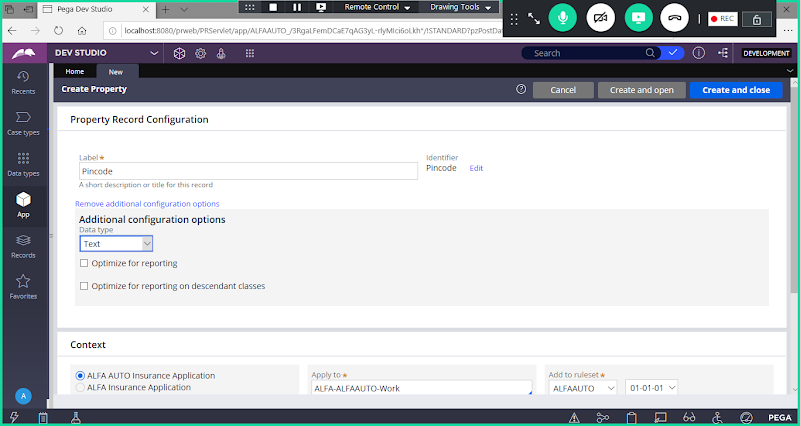 Pega Dev Studio
Remote Control
Drawing Tools
REC
localhost:8080/prweb/PRServlet/app/ALFAAUTO_/3RgaLFemDCaE7qAG3yL-rlyMIci6oLkh*/!STANDARD?pzPostDat
DEV STUDIO
Search
DEVELOPMENT
Home
New
Recents
Case types
Data types
App
Records
Favorites
A
Create Property
Cancel
Create and open
Create and close
Property Record Configuration
Label★
Pincode
A short description or title for this record
Identifier
Pincode Edit
Remove additional configuration options
Additional configuration options
Data type
Text
Optimize for reporting
Optimize for reporting on descendant classes
Context
ALFA AUTO Insurance Application
ALFA Insurance Application
Apply to★
ALFA-ALFAAUTO-Work
Add to ruleset★
ALFAAUTO 01-01-01
PEGA